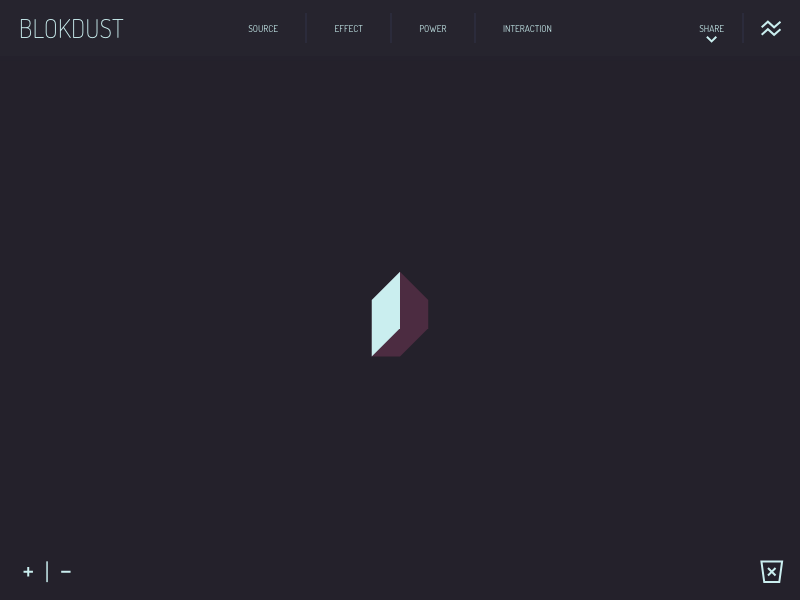 BLOKDUST
SOURCE
EFFECT
POWER
INTERACTION
SHARE